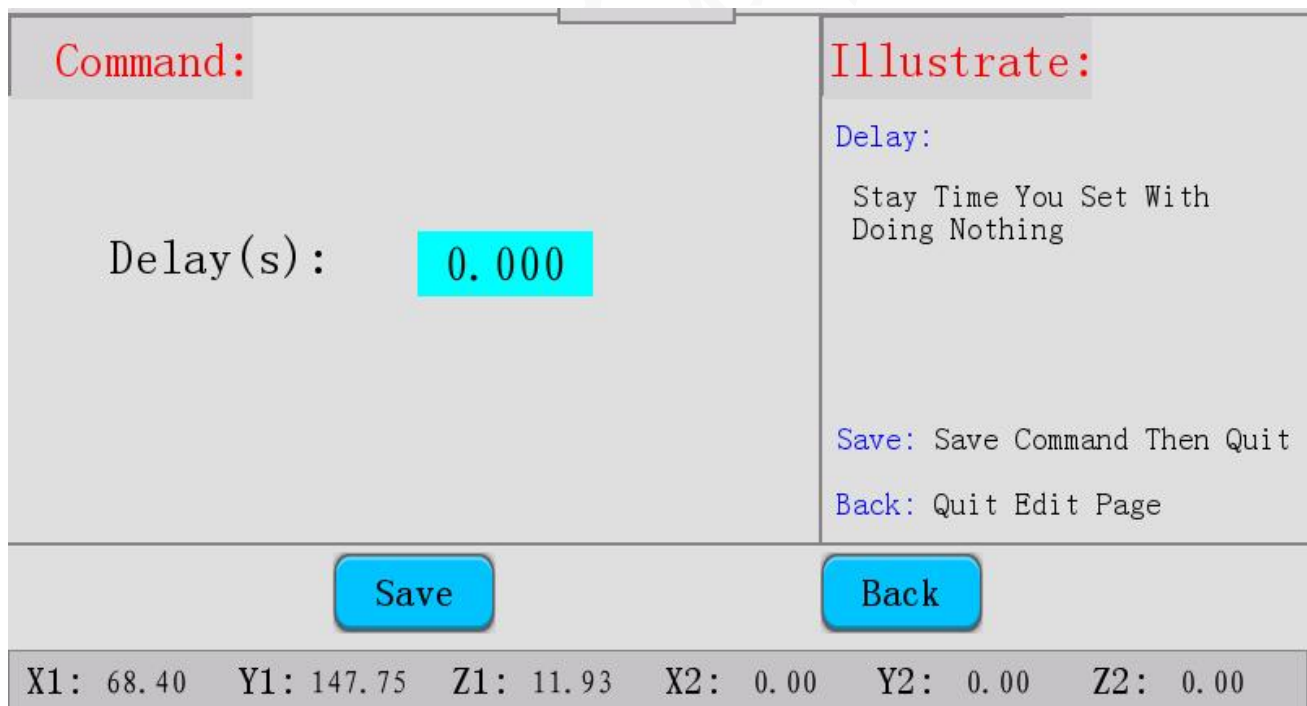 Command:
Delay(s): 0.000
Illustrate:
Delay:
Stay Time You Set With
Doing Nothing
Save: Save Command Then Quit
Back: Quit Edit Page
Save Back
X1: 68.40 Y1: 147.75 Z1: 11.93 X2: 0.00 Y2: 0.00 Z2: 0.00